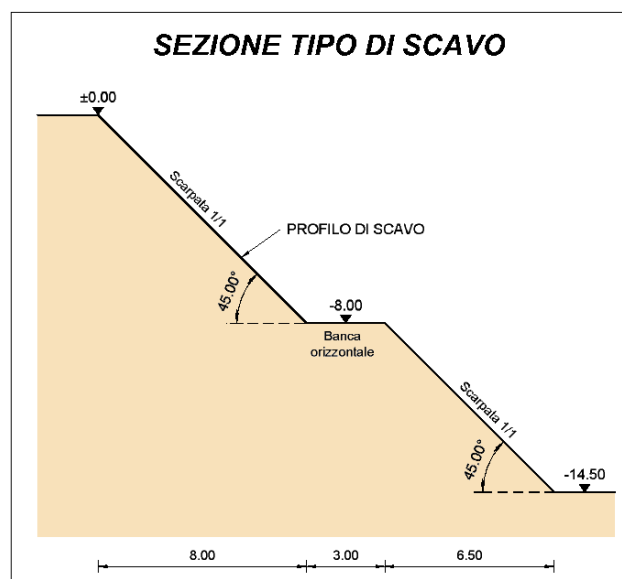 SEZIONE TIPO DI SCAVO
±0.00
Scarpata 1/1
PROFILO DI SCAVO
45.00°
-8.00
Banca
orizzontale
Scarpata 1/1
45.00°
-14.50
8.00
3.00
6.50